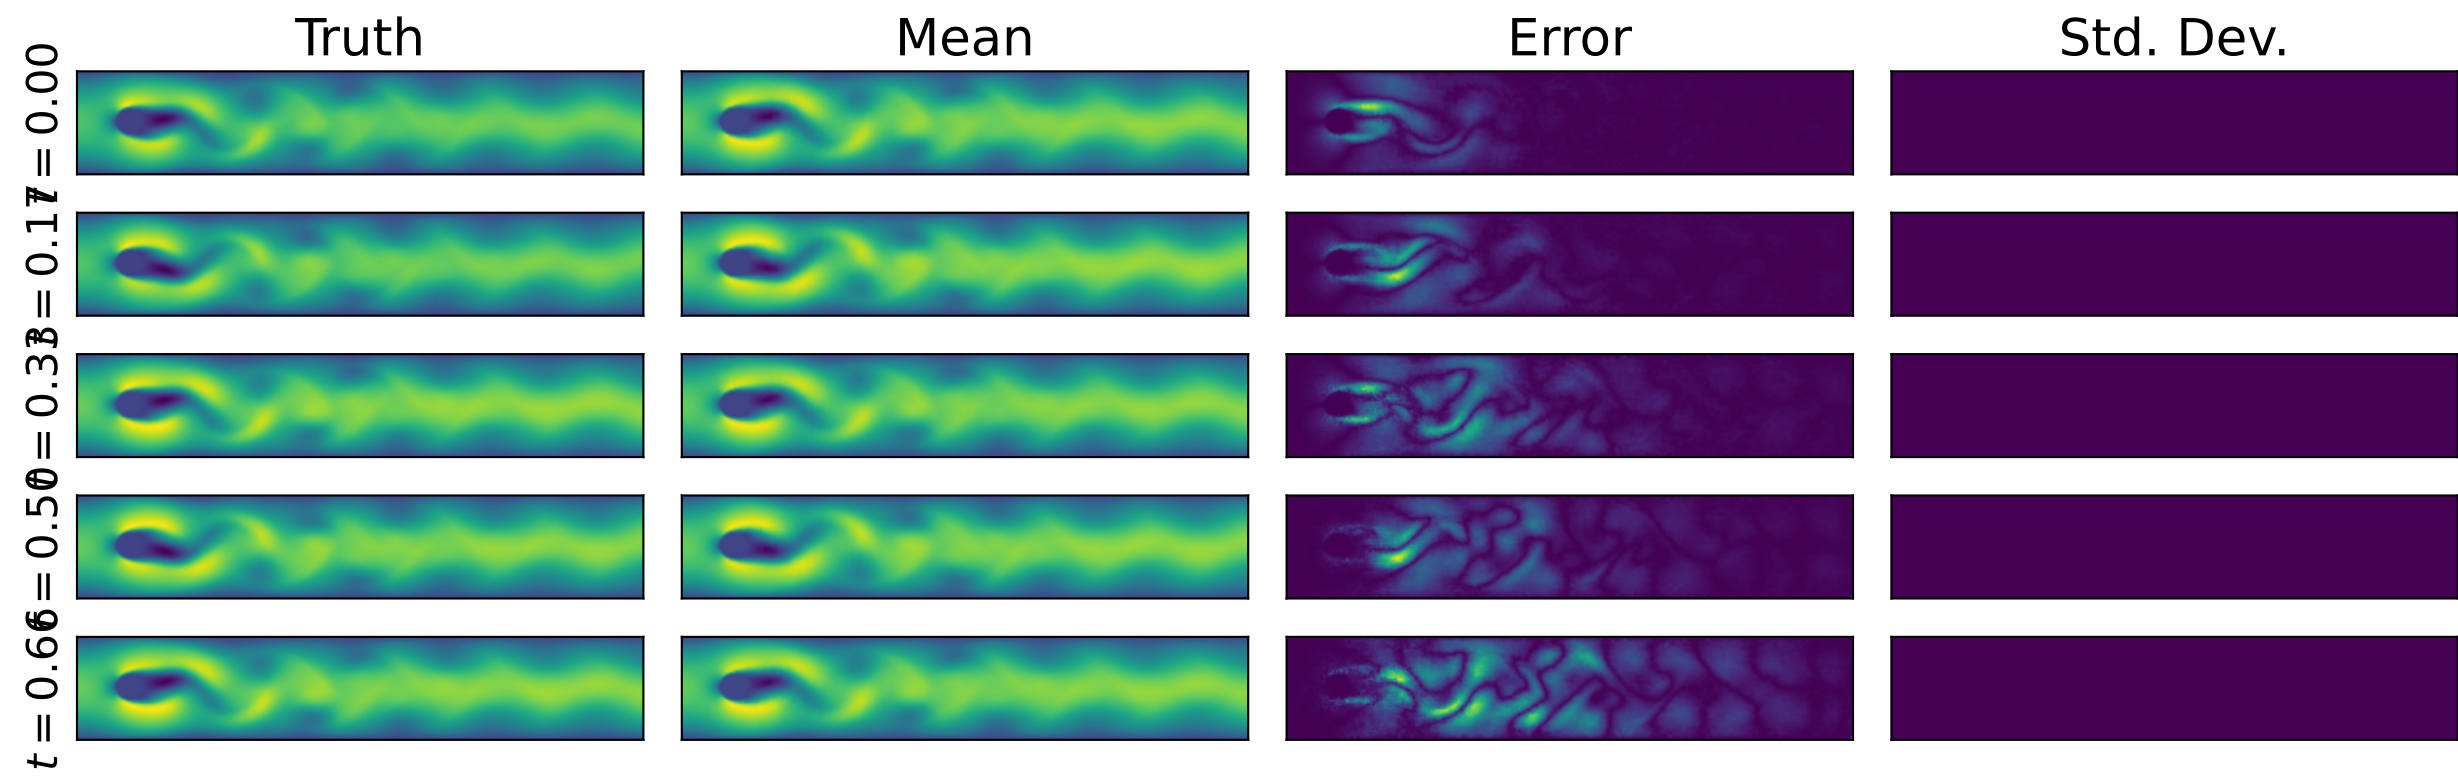 Truth
Mean
Error
Std. Dev.
t = 0.00
t = 0.17
t = 0.33
t = 0.50
t = 0.66